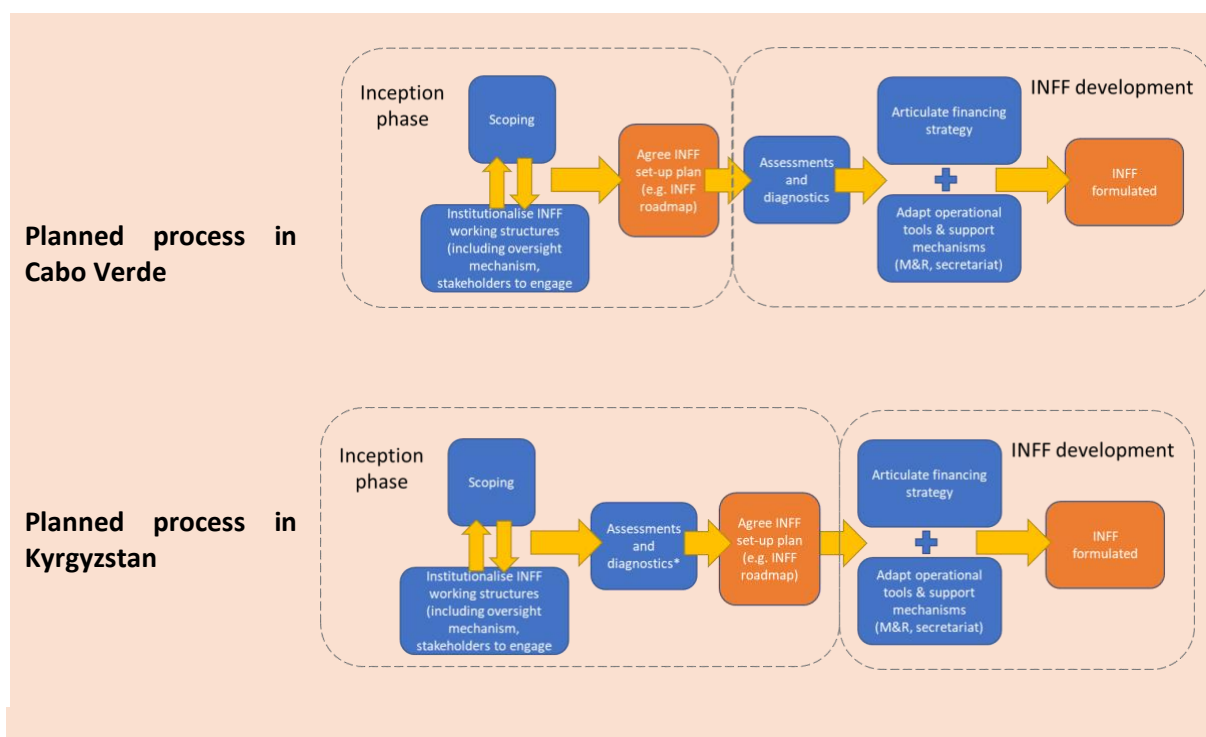 Planned process in
Cabo Verde
Inception
phase
Scoping
Institutionalise INFF
working structures
(including oversight
mechanism,
stakeholders to engage
Agree INFF
set-up plan
(e.g. INFF
roadmap)
INFF development
Assessments
and
diagnostics
Articulate financing
strategy
Adapt operational
tools & support
mechanisms
(M&R, secretariat)
INFF
formulated
Planned process in
Kyrgyzstan
Inception
phase
Scoping
Institutionalise INFF
working structures
(including oversight
mechanism,
stakeholders to engage
Assessments
and
diagnostics*
Agree INFF
set-up plan
(e.g. INFF
roadmap)
INFF development
Articulate financing
strategy
Adapt operational
tools & support
mechanisms
(M&R, secretariat)
INFF
formulated